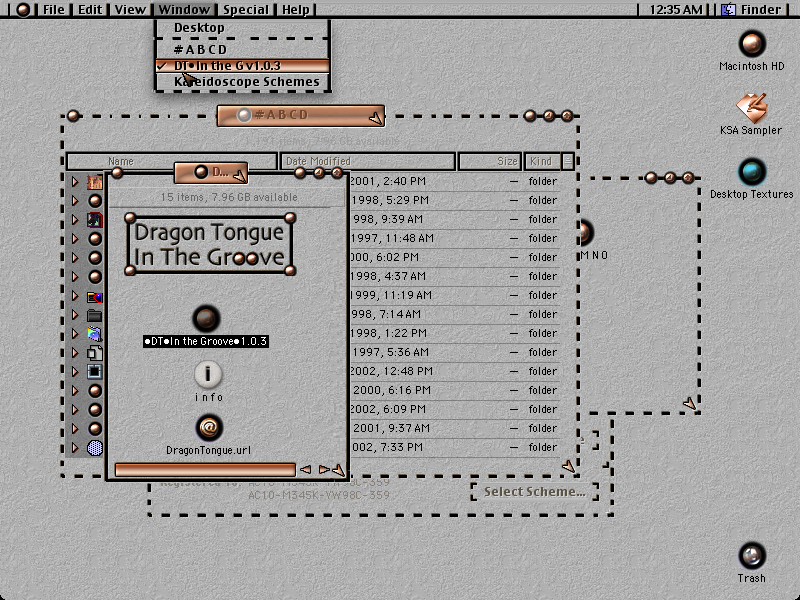 File Edit View Window Special Help 12:35 AM Finder
Desktop
#ABCD
✓ DT•In the G v1.0.3
Kaleidoscope Schemes
Macintosh HD
KSA Sampler
Desktop Textures
Trash
#ABCD
Name Date Modified Size Kind
2001, 2:40 PM — folder
1998, 5:29 PM — folder
998, 9:39 AM — folder
1997, 11:48 AM — folder
000, 6:02 PM — folder
1998, 4:37 AM — folder
1999, 11:19 AM — folder
998, 7:14 AM — folder
1998, 1:22 PM — folder
1997, 5:36 AM — folder
2002, 12:48 PM — folder
2000, 6:16 PM — folder
2002, 6:09 PM — folder
2001, 9:37 AM — folder
002, 7:33 PM — folder
D...
15 items, 7.96 GB available
Dragon Tongue
In The Groove
•DT•In the Groove•1.0.3
i
info
@
DragonTongue.url
MNO
AC10-M345K-YW98C-359
Select Scheme...